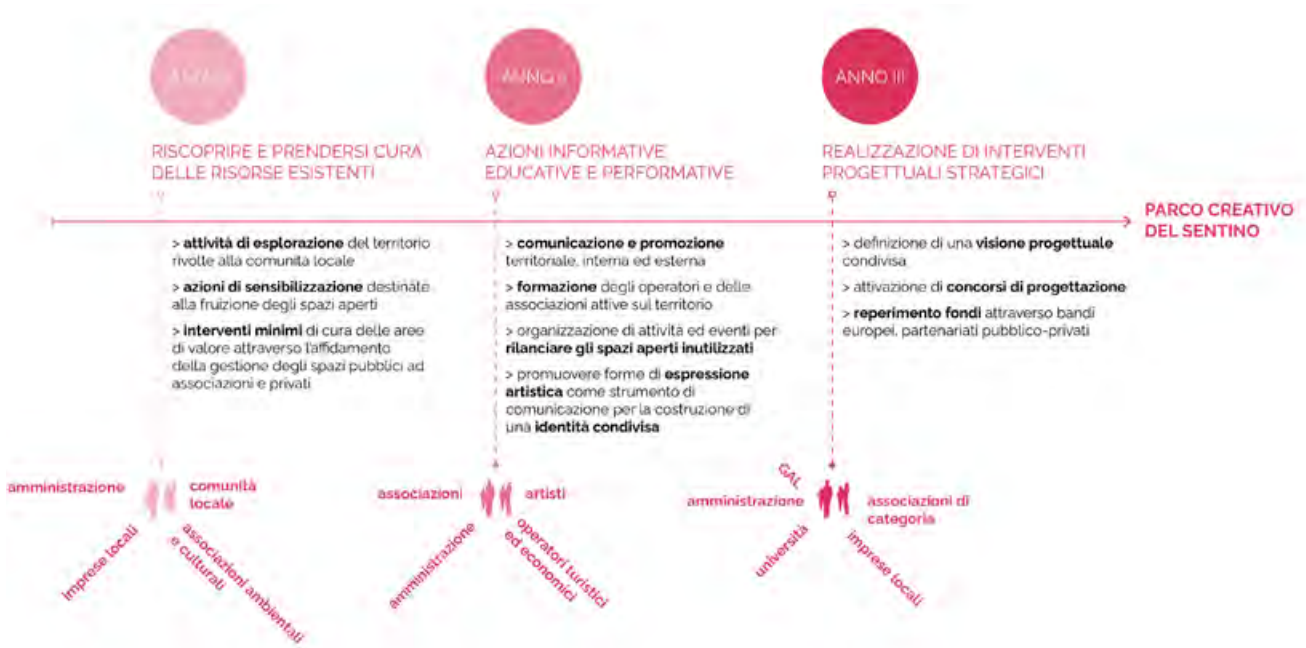 ANNO I
ANNO II
ANNO III
RISCOPRIRE E PRENDERSI CURA
DELLE RISORSE ESISTENTI
AZIONI INFORMATIVE
EDUCATIVE E PERFORMATIVE
REALIZZAZIONE DI INTERVENTI
PROGETTUALI STRATEGICI
PARCO CREATIVO
DEL SENTINO
> attività di esplorazione del territorio
rivolte alla comunità locale
> azioni di sensibilizzazione destinate
alla fruizione degli spazi aperti
> interventi minimi di cura delle aree
di valore attraverso l'affidamento
della gestione degli spazi pubblici ad
associazioni e privati
> comunicazione e promozione
territoriale, interna ed esterna
> formazione degli operatori e delle
associazioni attive sul territorio
> organizzazione di attività ed eventi per
rilanciare gli spazi aperti inutilizzati
> promuovere forme di espressione
artistica come strumento di
comunicazione per la costruzione di
una identità condivisa
> definizione di una visione progettuale
condivisa
> attivazione di concorsi di progettazione
> reperimento fondi attraverso bandi
europei, partenariati pubblico-privati
amministrazione
comunità
locale
imprese locali
associazioni ambientali
e culturali
associazioni
artisti
amministrazione
operatori turistici
ed economici
GAL
amministrazione
associazioni di
categoria
università
imprese locali